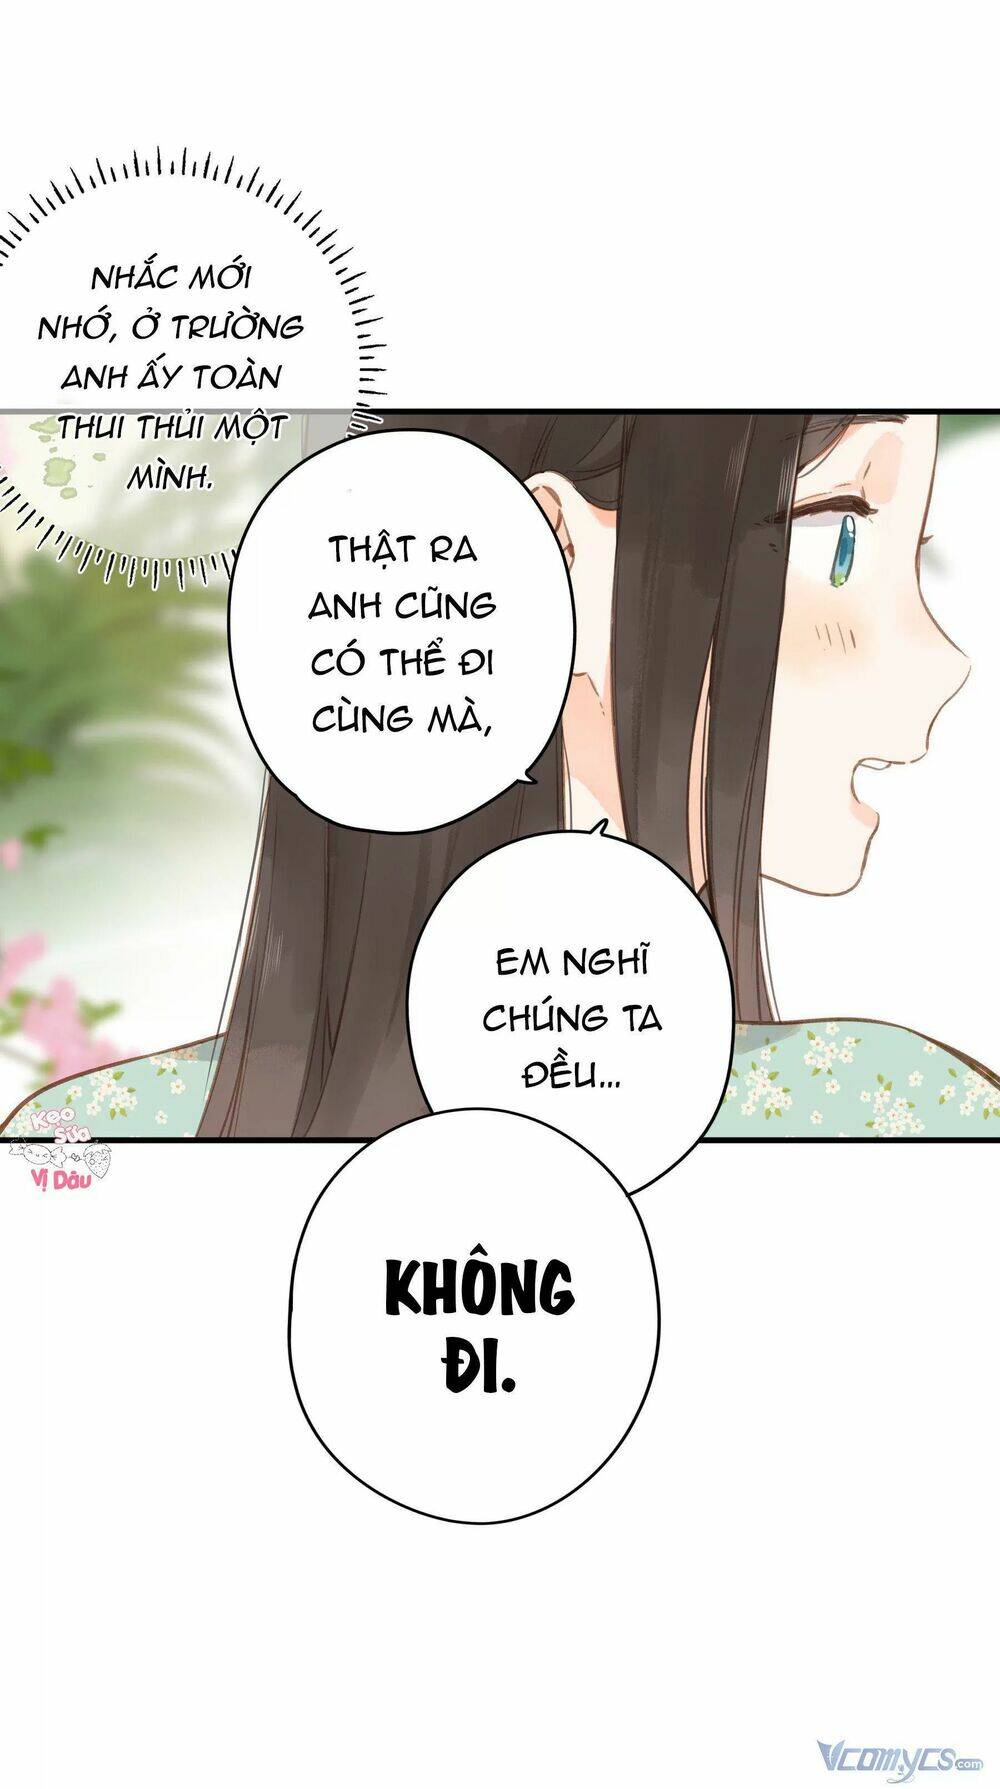 NHẮC MỚI
NHỚ, Ở TRƯỜNG
ANH ẤY TOÀN
THUI THỦI MỘT
MÌNH.
THẬT RA
ANH CŨNG
CÓ THỂ ĐI
CÙNG MÀ,
EM NGHĨ
CHÚNG TA
ĐỀU...
KHÔNG
ĐI.
Kẹo
Sữa
Vị Dâu
VCOMYCS.com